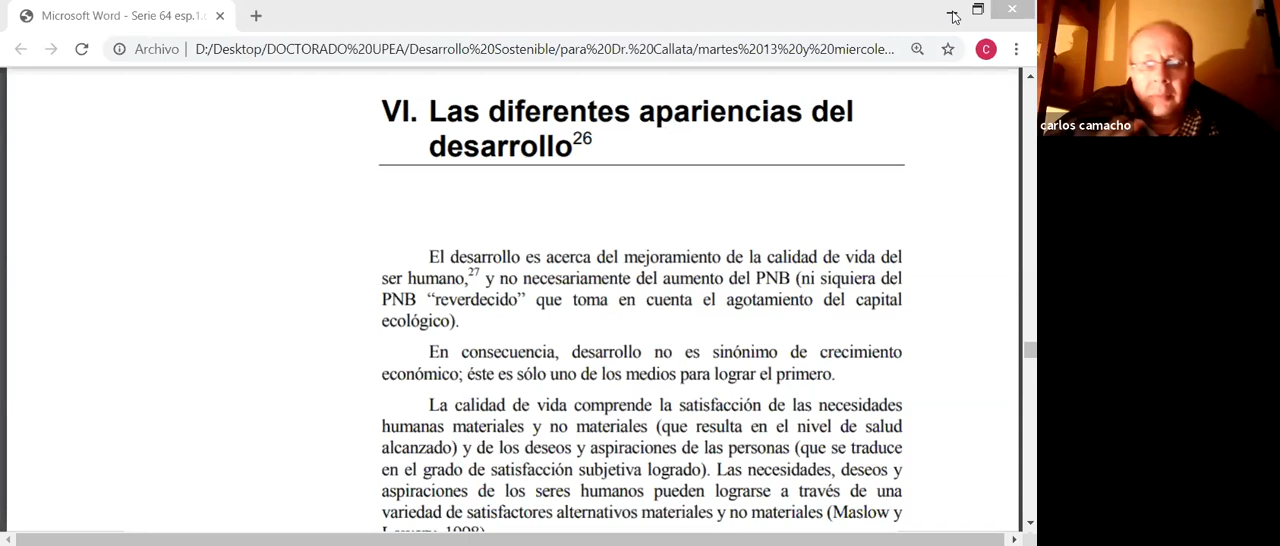 Microsoft Word - Serie 64 esp.1.
Archivo
D:/Desktop/DOCTORADO%20UPEA/Desarrollo%20Sostenible/para%20Dr.%20Callata/martes%2013%20y%20miercole...
C
carlos camacho
VI. Las diferentes apariencias del
desarrollo26
El desarrollo es acerca del mejoramiento de la calidad de vida del
ser humano,27 y no necesariamente del aumento del PNB (ni siquiera del
PNB “reverdecido” que toma en cuenta el agotamiento del capital
ecológico).
En consecuencia, desarrollo no es sinónimo de crecimiento
económico; éste es sólo uno de los medios para lograr el primero.
La calidad de vida comprende la satisfacción de las necesidades
humanas materiales y no materiales (que resulta en el nivel de salud
alcanzado) y de los deseos y aspiraciones de las personas (que se traduce
en el grado de satisfacción subjetiva logrado). Las necesidades, deseos y
aspiraciones de los seres humanos pueden lograrse a través de una
variedad de satisfactores alternativos materiales y no materiales (Maslow y